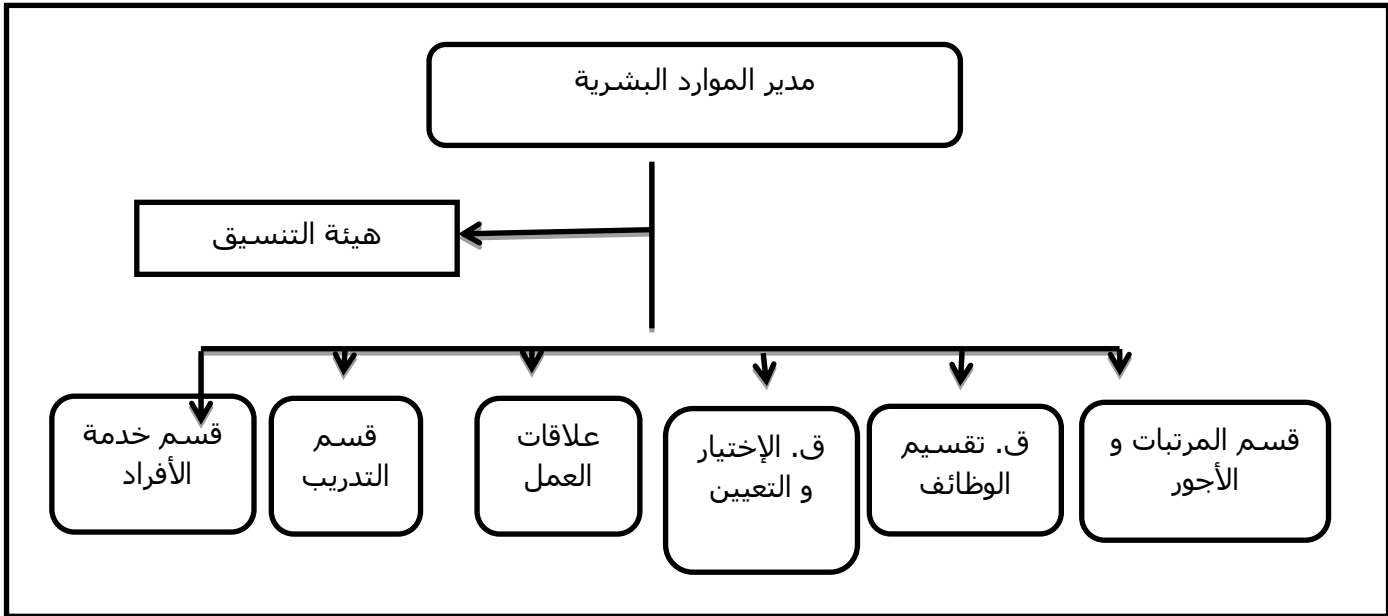 مدير الموارد البشرية
هيئة التنسيق
قسم المرتبات و
الأجور
ق. تقسيم
الوظائف
ق. الإختيار
و التعيين
علاقات
العمل
قسم
التدريب
قسم خدمة
الأفراد